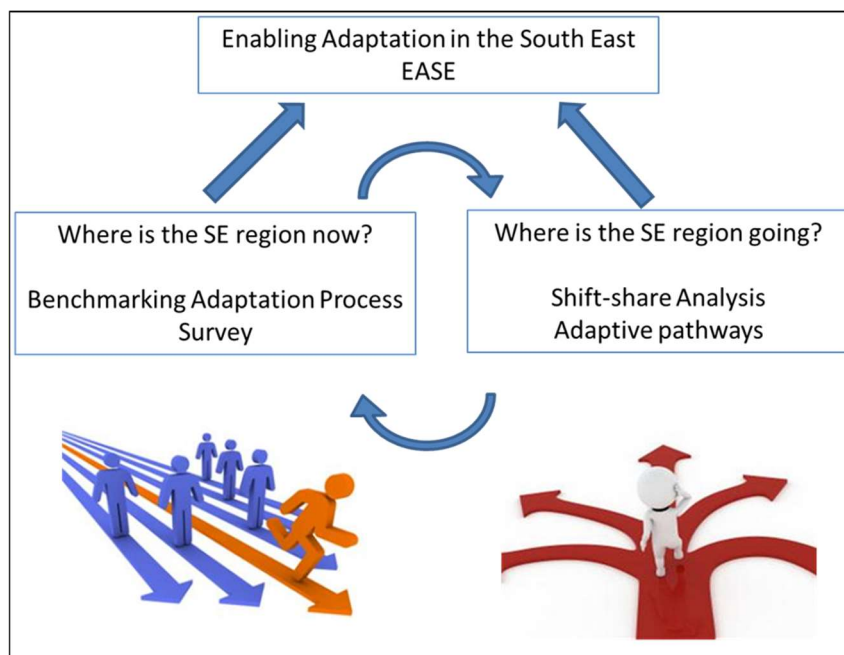 Enabling Adaptation in the South East
EASE
Where is the SE region now?
Benchmarking Adaptation Process
Survey
Where is the SE region going?
Shift-share Analysis
Adaptive pathways